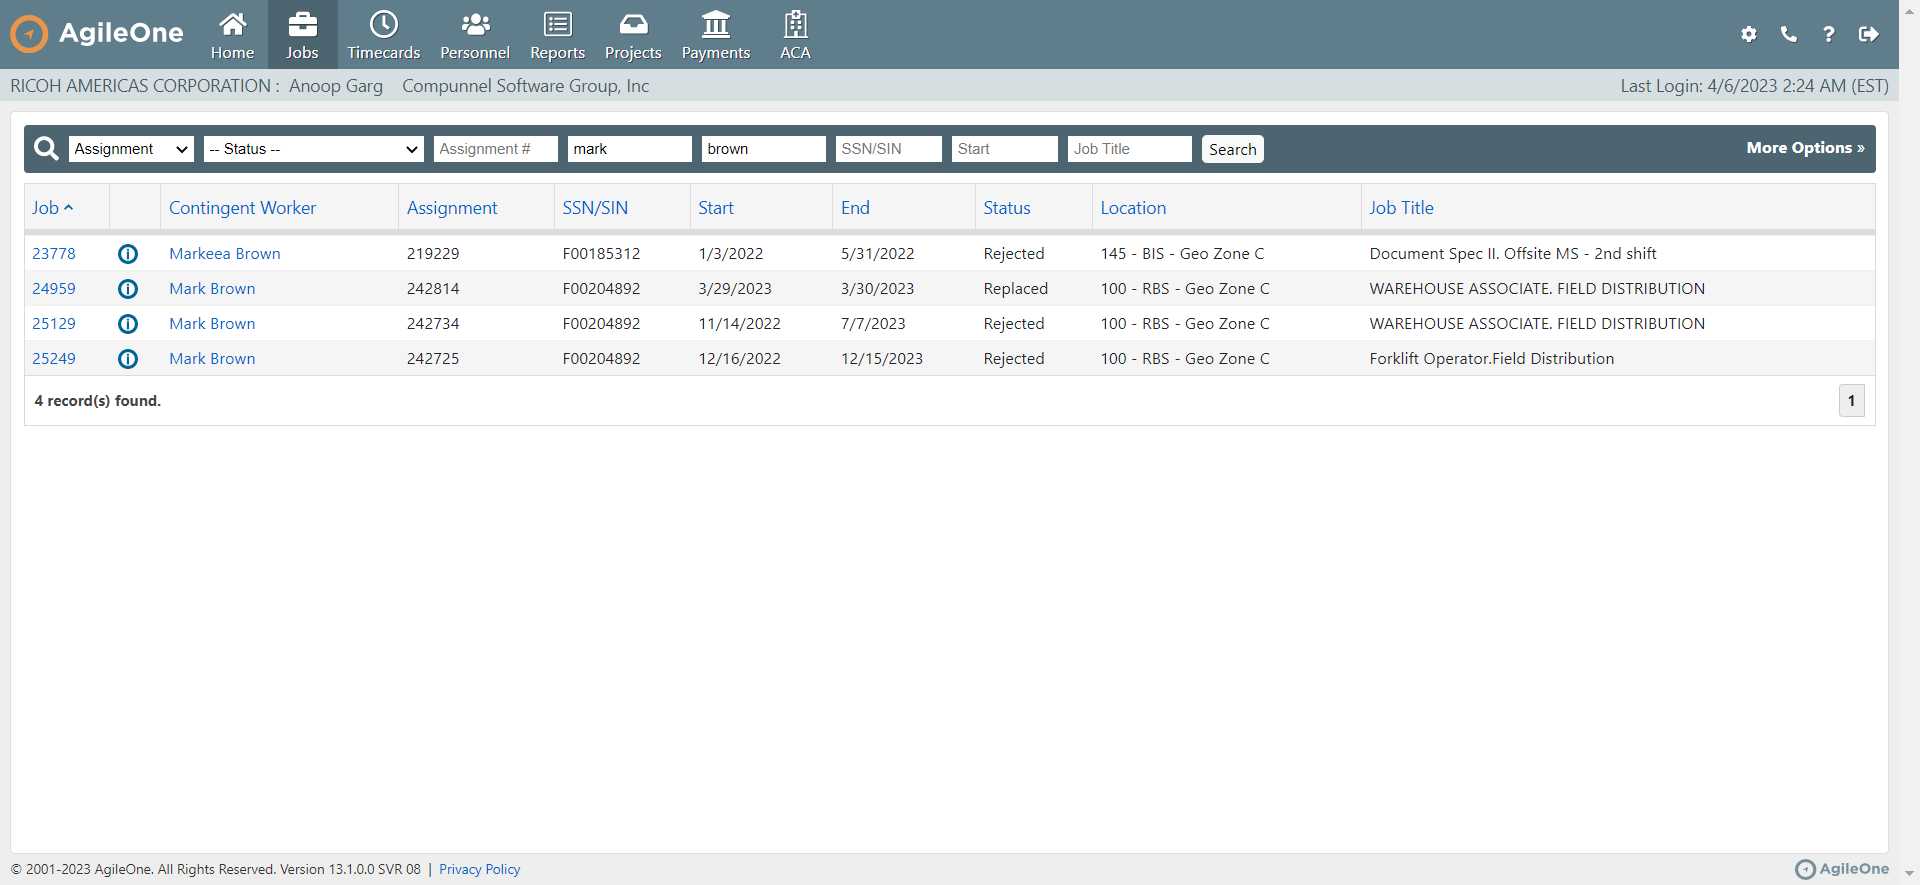 AgileOne
Home Jobs Timecards Personnel Reports Projects Payments ACA
RICOH AMERICAS CORPORATION : Anoop Garg Compunnel Software Group, Inc Last Login: 4/6/2023 2:24 AM (EST)
Assignment -- Status -- Assignment # mark brown SSN/SIN Start Job Title Search More Options »
Job Contingent Worker Assignment SSN/SIN Start End Status Location Job Title
23778 Markeea Brown 219229 F00185312 1/3/2022 5/31/2022 Rejected 145 - BIS - Geo Zone C Document Spec II. Offsite MS - 2nd shift
24959 Mark Brown 242814 F00204892 3/29/2023 3/30/2023 Replaced 100 - RBS - Geo Zone C WAREHOUSE ASSOCIATE. FIELD DISTRIBUTION
25129 Mark Brown 242734 F00204892 11/14/2022 7/7/2023 Rejected 100 - RBS - Geo Zone C WAREHOUSE ASSOCIATE. FIELD DISTRIBUTION
25249 Mark Brown 242725 F00204892 12/16/2022 12/15/2023 Rejected 100 - RBS - Geo Zone C Forklift Operator.Field Distribution
4 record(s) found. 1
© 2001-2023 AgileOne. All Rights Reserved. Version 13.1.0.0 SVR 08 | Privacy Policy AgileOne